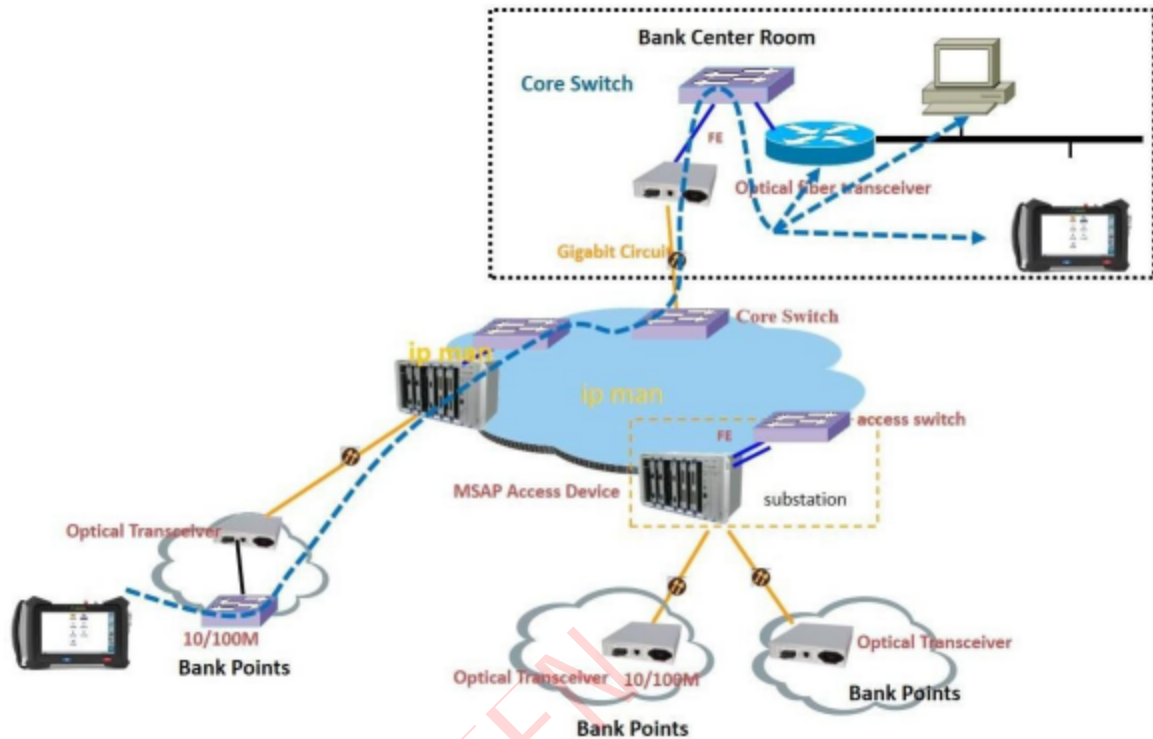 Bank Center Room
Core Switch
FE
Optical fiber transceiver
Gigabit Circuit
Core Switch
ip man
ip man
access switch
FE
MSAP Access Device
substation
Optical Transceiver
10/100M
Bank Points
Optical Transceiver
Optical Transceiver 10/100M
Bank Points
Bank Points